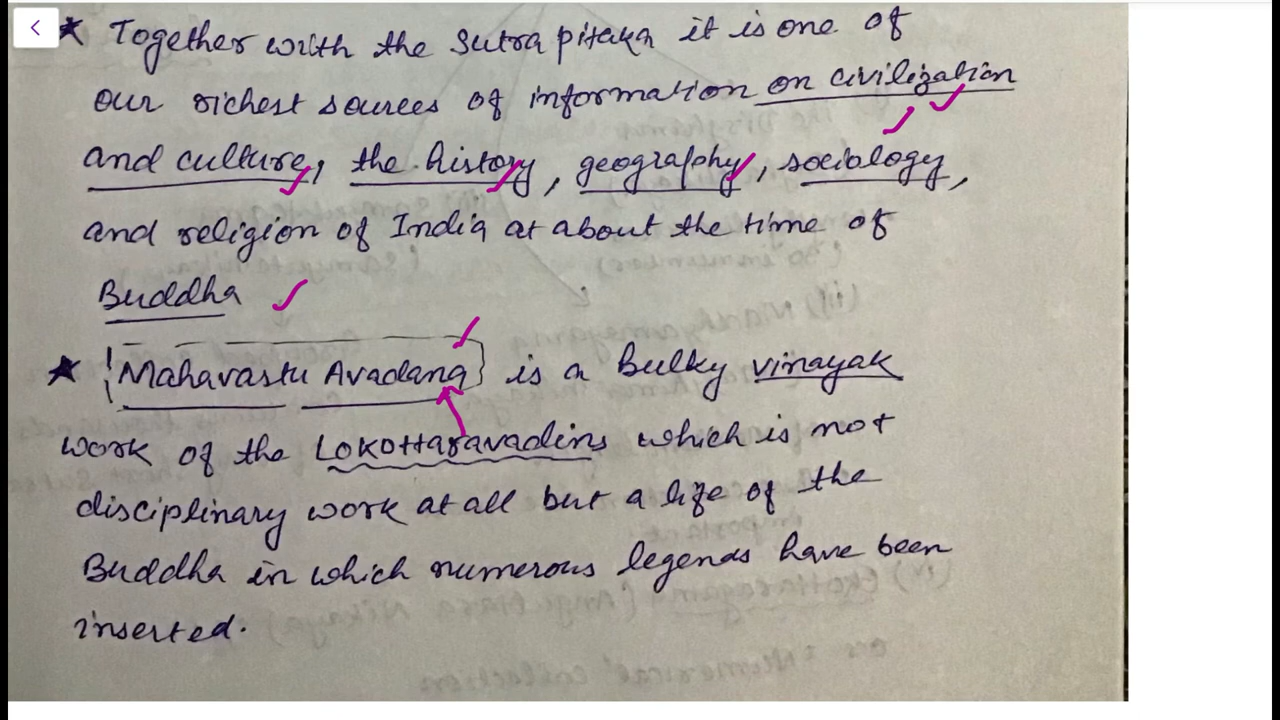 ★ Together with the sutra pitaka it is one of
our richest sources of information on civilization
and culture, the history, geography, sociology,
and religion of India at about the time of
Buddha
★ Mahavastu Avadana is a Bulky vinayak
work of the Lokottaravadins which is not
disciplinary work at all but a life of the
Buddha in which numerous legends have been
inserted.